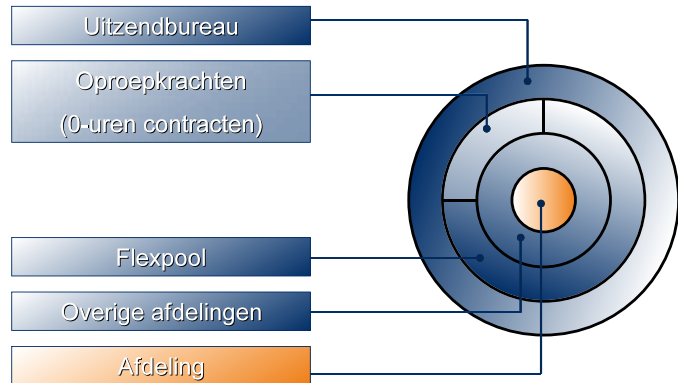 Uitzendbureau
Oproepkrachten
(0-uren contracten)
Flexpool
Overige afdelingen
Afdeling